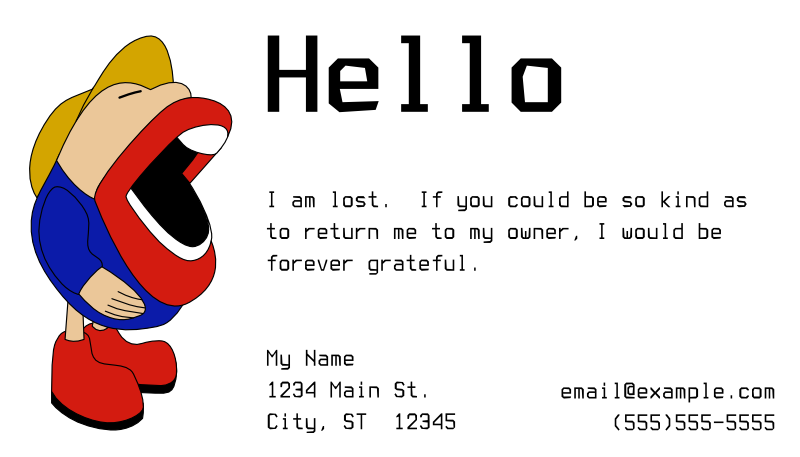 Hello
I am lost.  If you could be so kind as
to return me to my owner, I would be
forever grateful.
My Name
1234 Main St.
email@example.com
City, ST  12345
(555)555-5555